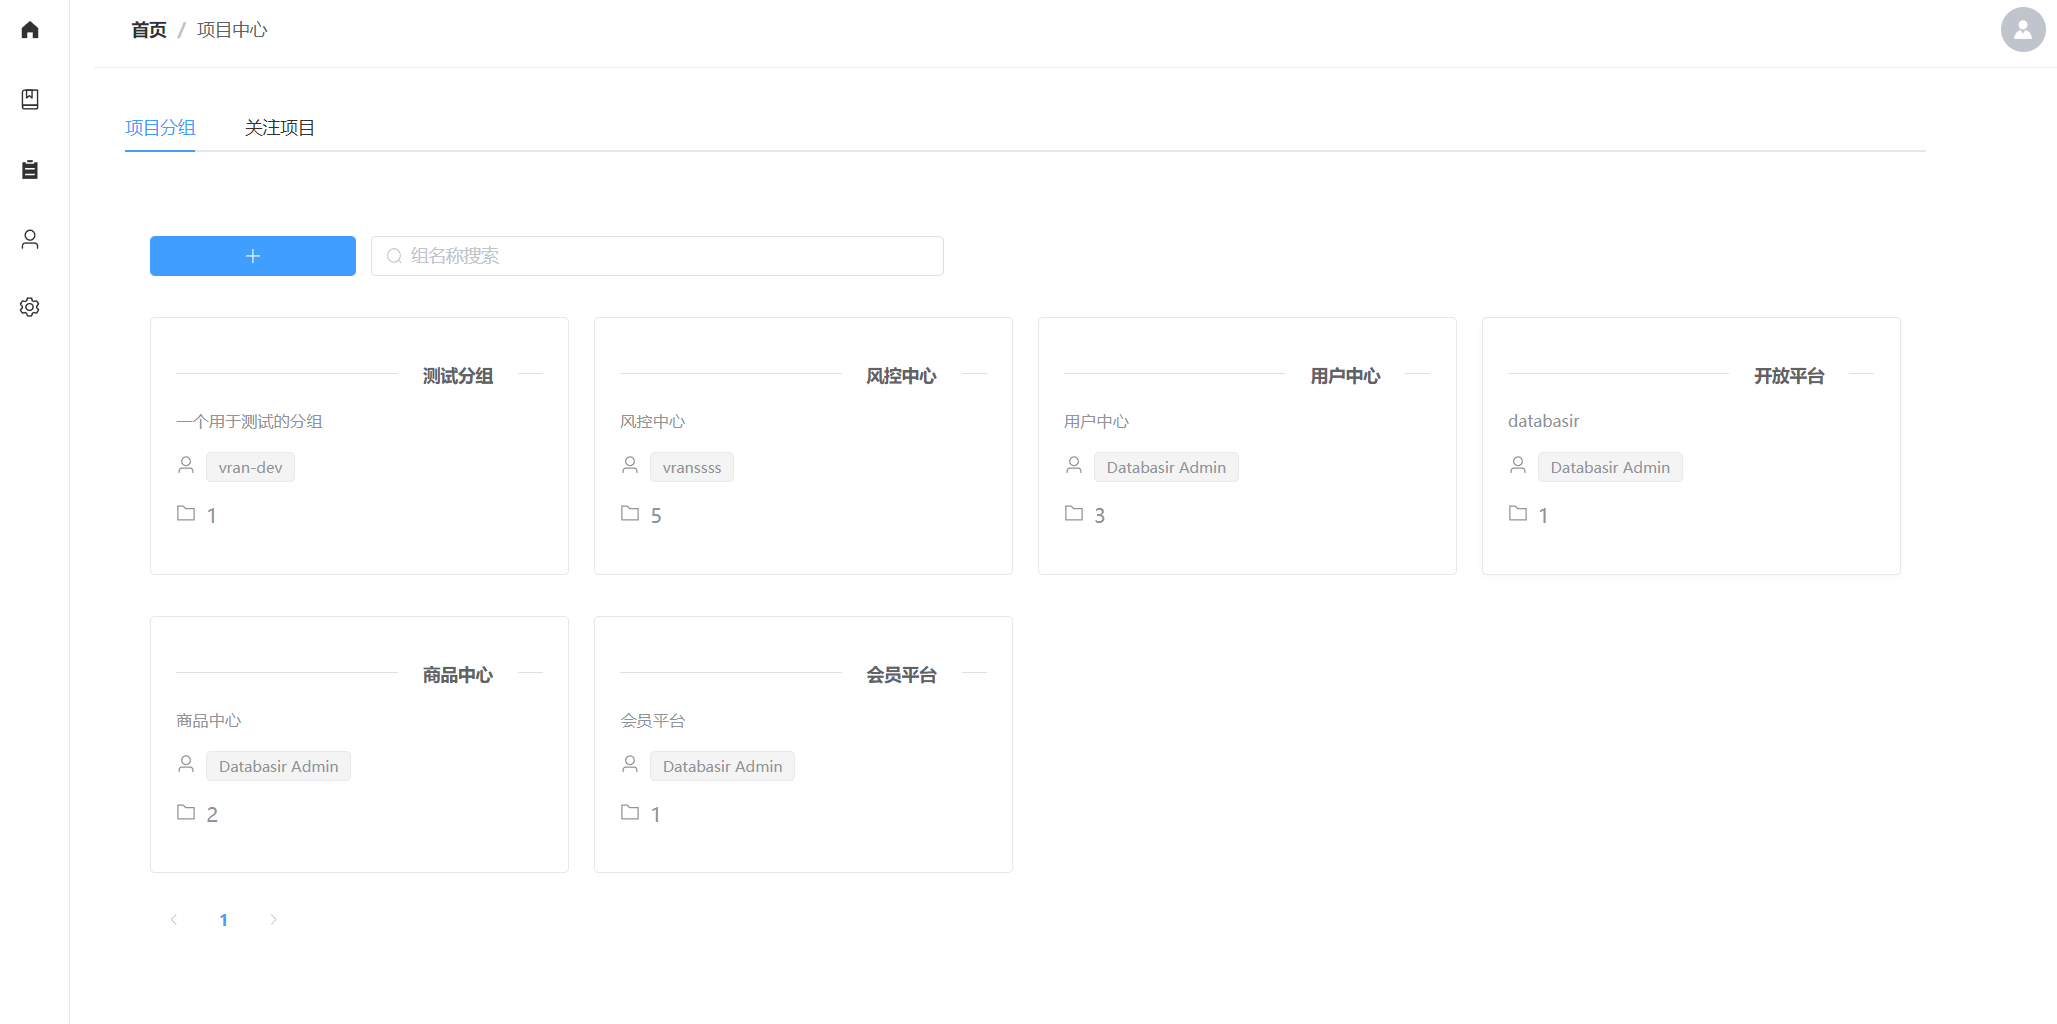 首页 / 项目中心
项目分组 关注项目
组名称搜索
测试分组
一个用于测试的分组
vran-dev
1
风控中心
风控中心
vranssss
5
用户中心
用户中心
Databasir Admin
3
开放平台
databasir
Databasir Admin
1
商品中心
商品中心
Databasir Admin
2
会员平台
会员平台
Databasir Admin
1
1